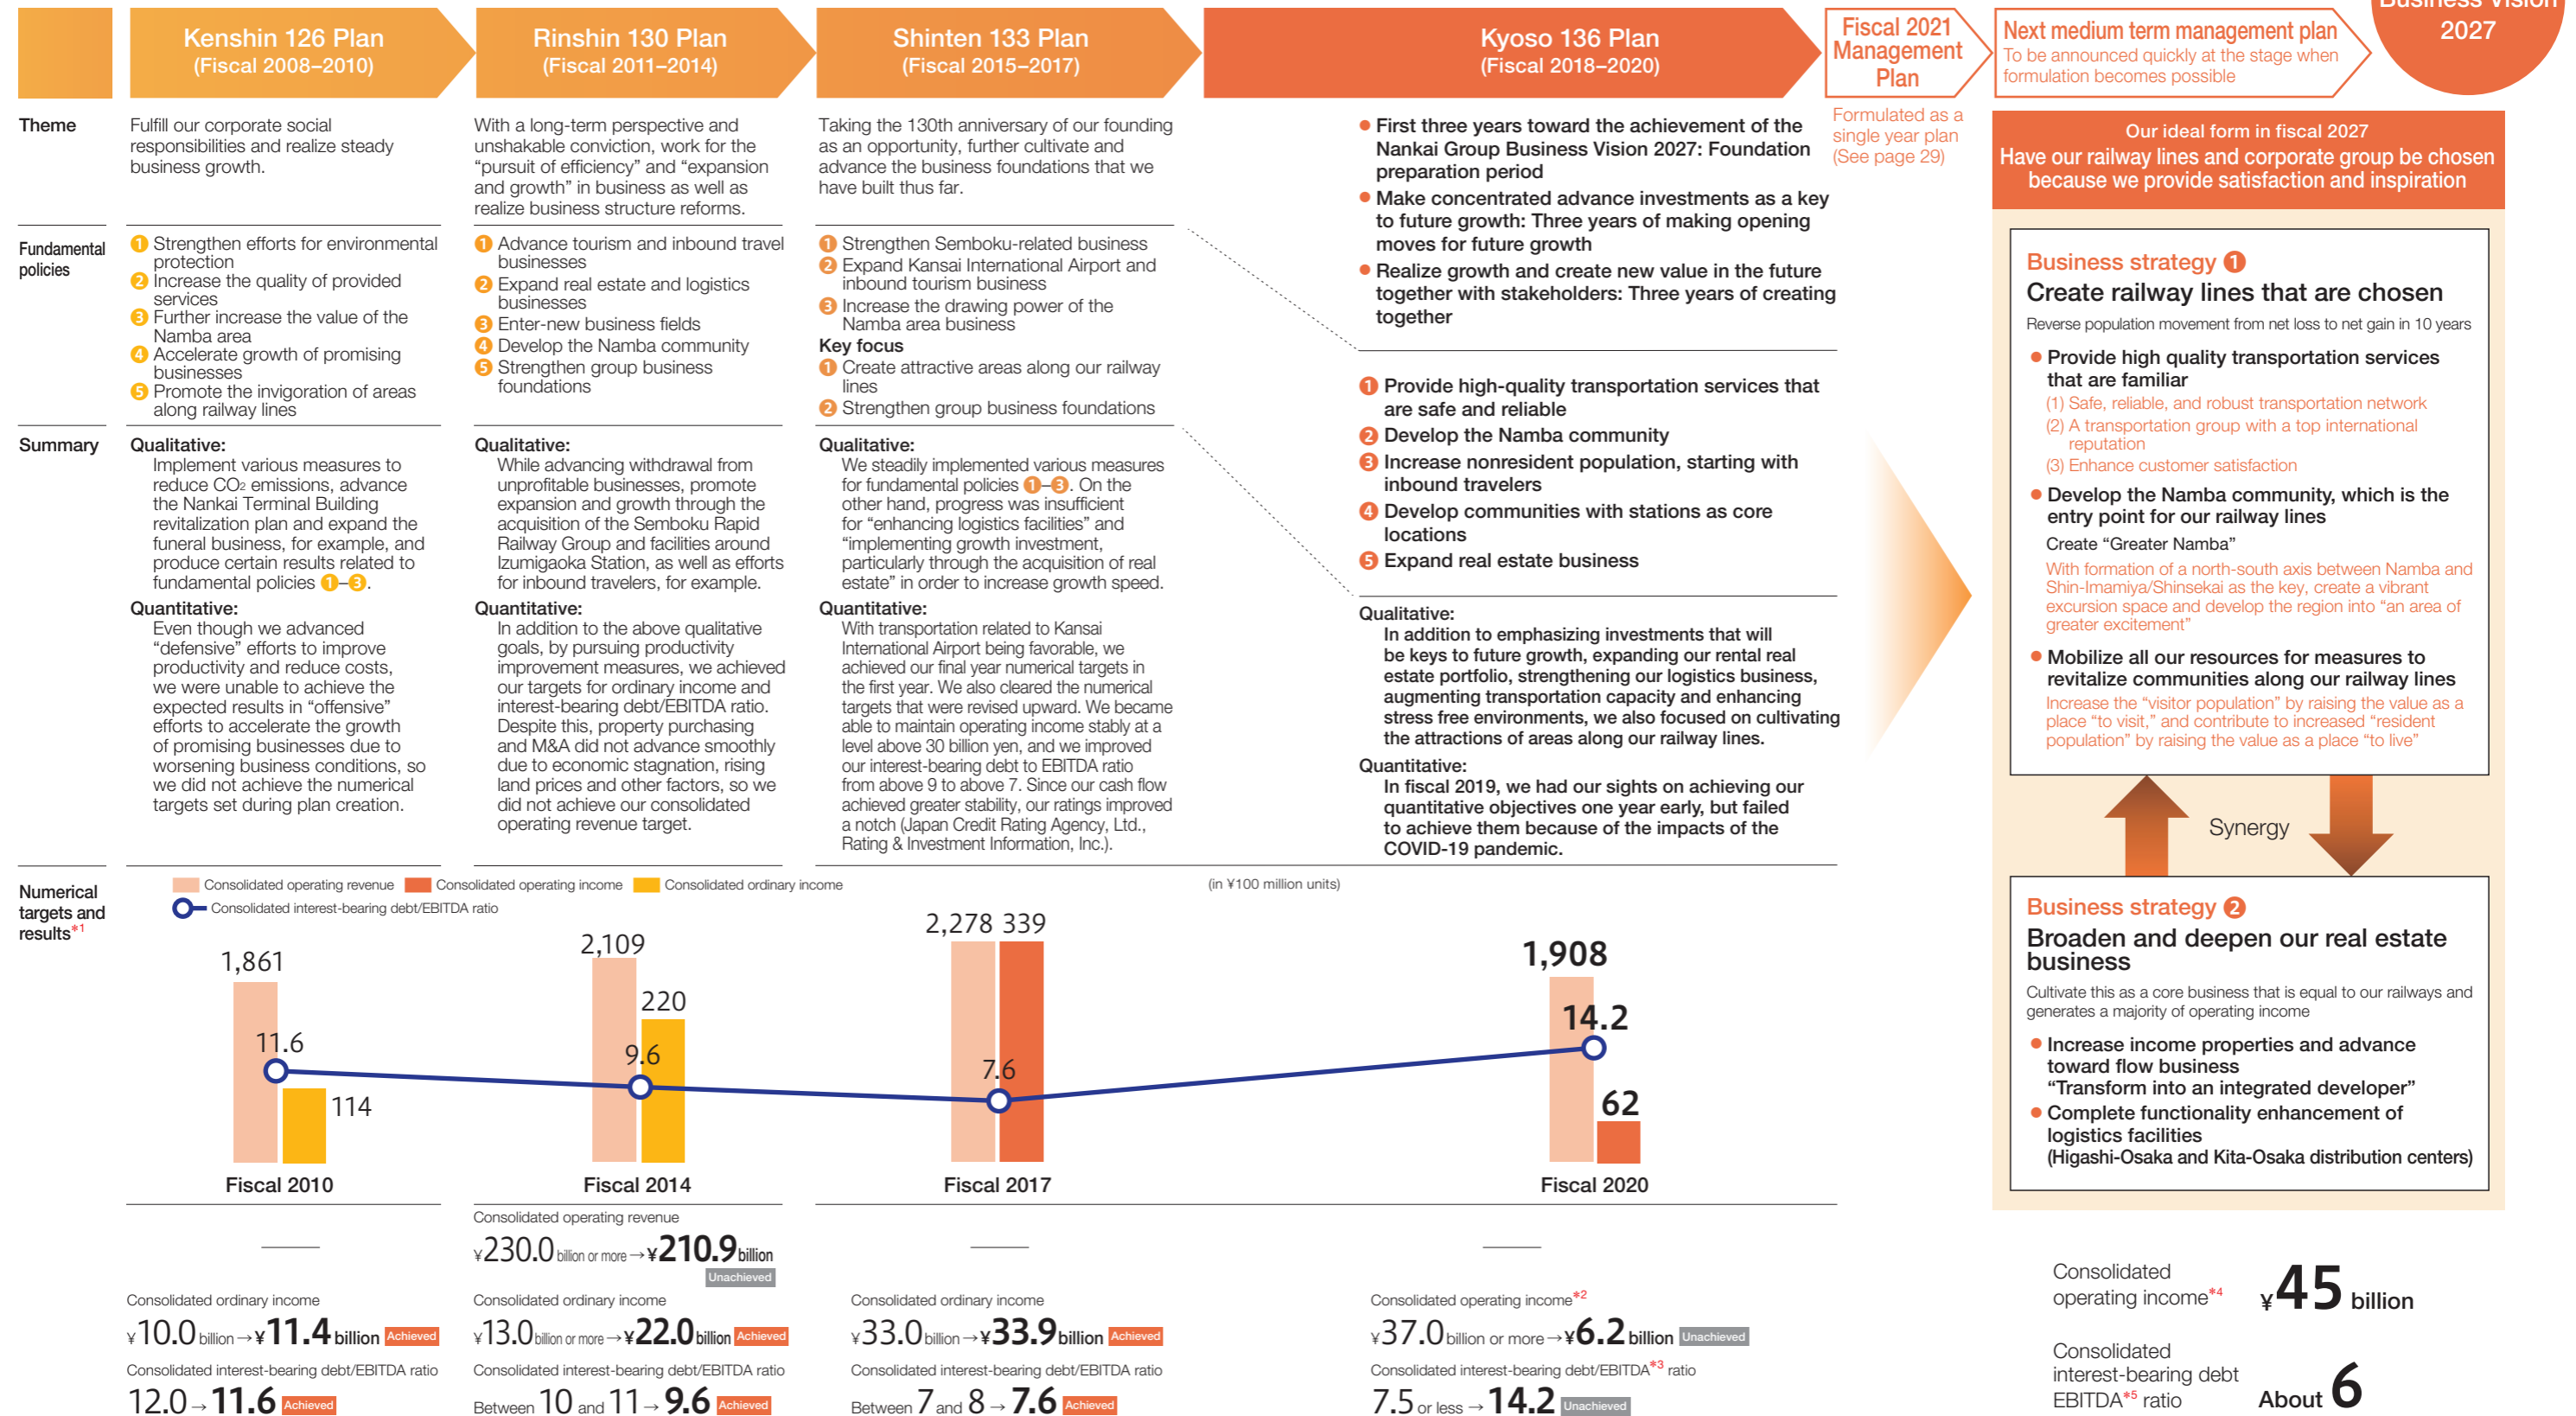 Kenshin 126 Plan
(Fiscal 2008–2010)
Rinshin 130 Plan
(Fiscal 2011–2014)
Shinten 133 Plan
(Fiscal 2015–2017)
Kyoso 136 Plan
(Fiscal 2018–2020)
Fiscal 2021
Management
Plan
Next medium term management plan
To be announced quickly at the stage when
formulation becomes possible
Business Vision
2027
Theme
Fulfill our corporate social
responsibilities and realize steady
business growth.
With a long-term perspective and
unshakable conviction, work for the
“pursuit of efficiency” and “expansion
and growth” in business as well as
realize business structure reforms.
Taking the 130th anniversary of our founding
as an opportunity, further cultivate and
advance the business foundations that we
have built thus far.
● First three years toward the achievement of the
Nankai Group Business Vision 2027: Foundation
preparation period
● Make concentrated advance investments as a key
to future growth: Three years of making opening
moves for future growth
● Realize growth and create new value in the future
together with stakeholders: Three years of creating
together
Formulated as a
single year plan
(See page 29)
Fundamental
policies
❶ Strengthen efforts for environmental
protection
❷ Increase the quality of provided
services
❸ Further increase the value of the
Namba area
❹ Accelerate growth of promising
businesses
❺ Promote the invigoration of areas
along railway lines
❶ Advance tourism and inbound travel
businesses
❷ Expand real estate and logistics
businesses
❸ Enter-new business fields
❹ Develop the Namba community
❺ Strengthen group business
foundations
❶ Strengthen Semboku-related business
❷ Expand Kansai International Airport and
inbound tourism business
❸ Increase the drawing power of the
Namba area business
Key focus
❶ Create attractive areas along our railway
lines
❷ Strengthen group business foundations
❶ Provide high-quality transportation services that
are safe and reliable
❷ Develop the Namba community
❸ Increase nonresident population, starting with
inbound travelers
❹ Develop communities with stations as core
locations
❺ Expand real estate business
Summary
Qualitative:
Implement various measures to
reduce CO₂ emissions, advance
the Nankai Terminal Building
revitalization plan and expand the
funeral business, for example, and
produce certain results related to
fundamental policies ❶–❸.
Quantitative:
Even though we advanced
“defensive” efforts to improve
productivity and reduce costs,
we were unable to achieve the
expected results in “offensive”
efforts to accelerate the growth
of promising businesses due to
worsening business conditions, so
we did not achieve the numerical
targets set during plan creation.
Qualitative:
While advancing withdrawal from
unprofitable businesses, promote
expansion and growth through the
acquisition of the Semboku Rapid
Railway Group and facilities around
Izumigaoka Station, as well as efforts
for inbound travelers, for example.
Quantitative:
In addition to the above qualitative
goals, by pursuing productivity
improvement measures, we achieved
our targets for ordinary income and
interest-bearing debt/EBITDA ratio.
Despite this, property purchasing
and M&A did not advance smoothly
due to economic stagnation, rising
land prices and other factors, so we
did not achieve our consolidated
operating revenue target.
Qualitative:
We steadily implemented various measures
for fundamental policies ❶–❸. On the
other hand, progress was insufficient
for “enhancing logistics facilities” and
“implementing growth investment,
particularly through the acquisition of real
estate” in order to increase growth speed.
Quantitative:
With transportation related to Kansai
International Airport being favorable, we
achieved our final year numerical targets in
the first year. We also cleared the numerical
targets that were revised upward. We became
able to maintain operating income stably at a
level above 30 billion yen, and we improved
our interest-bearing debt to EBITDA ratio
from above 9 to above 7. Since our cash flow
achieved greater stability, our ratings improved
a notch (Japan Credit Rating Agency, Ltd.,
Rating & Investment Information, Inc.).
Qualitative:
In addition to emphasizing investments that will
be keys to future growth, expanding our rental real
estate portfolio, strengthening our logistics business,
augmenting transportation capacity and enhancing
stress free environments, we also focused on cultivating
the attractions of areas along our railway lines.
Quantitative:
In fiscal 2019, we had our sights on achieving our
quantitative objectives one year early, but failed
to achieve them because of the impacts of the
COVID-19 pandemic.
Numerical
targets and
results*1
Consolidated operating revenue Consolidated operating income Consolidated ordinary income
Consolidated interest-bearing debt/EBITDA ratio
(in ¥100 million units)
1,861
11.6
114
Fiscal 2010
2,109
220
9.6
Fiscal 2014
2,278 339
7.6
Fiscal 2017
1,908
14.2
62
Fiscal 2020
Consolidated ordinary income
¥10.0 billion → ¥11.4 billion Achieved
Consolidated interest-bearing debt/EBITDA ratio
12.0 → 11.6 Achieved
Consolidated operating revenue
¥230.0 billion or more → ¥210.9 billion
Unachieved
Consolidated ordinary income
¥13.0 billion or more → ¥22.0 billion Achieved
Consolidated interest-bearing debt/EBITDA ratio
Between 10 and 11 → 9.6 Achieved
Consolidated ordinary income
¥33.0 billion → ¥33.9 billion Achieved
Consolidated interest-bearing debt/EBITDA ratio
Between 7 and 8 → 7.6 Achieved
Consolidated operating income*2
¥37.0 billion or more → ¥6.2 billion Unachieved
Consolidated interest-bearing debt/EBITDA*3 ratio
7.5 or less → 14.2 Unachieved
Our ideal form in fiscal 2027
Have our railway lines and corporate group be chosen
because we provide satisfaction and inspiration
Business strategy ❶
Create railway lines that are chosen
Reverse population movement from net loss to net gain in 10 years
● Provide high quality transportation services
that are familiar
(1) Safe, reliable, and robust transportation network
(2) A transportation group with a top international
reputation
(3) Enhance customer satisfaction
● Develop the Namba community, which is the
entry point for our railway lines
Create “Greater Namba”
With formation of a north-south axis between Namba and
Shin-Imamiya/Shinsekai as the key, create a vibrant
excursion space and develop the region into “an area of
greater excitement”
● Mobilize all our resources for measures to
revitalize communities along our railway lines
Increase the “visitor population” by raising the value as a
place “to visit,” and contribute to increased “resident
population” by raising the value as a place “to live”
Synergy
Business strategy ❷
Broaden and deepen our real estate
business
Cultivate this as a core business that is equal to our railways and
generates a majority of operating income
● Increase income properties and advance
toward flow business
“Transform into an integrated developer”
● Complete functionality enhancement of
logistics facilities
(Higashi-Osaka and Kita-Osaka distribution centers)
Consolidated
operating income*4 ¥45 billion
Consolidated
interest-bearing debt
EBITDA*5 ratio About 6